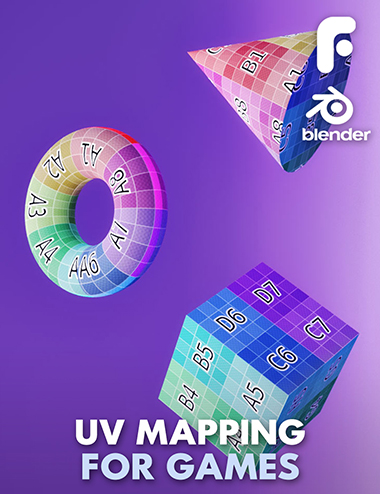 B1
A1
A8
blender
A2
A1
A3
A8
A4
A7
AA6
D7
D6
C7
B5
C6
B4
A5
UV MAPPING
FOR GAMES